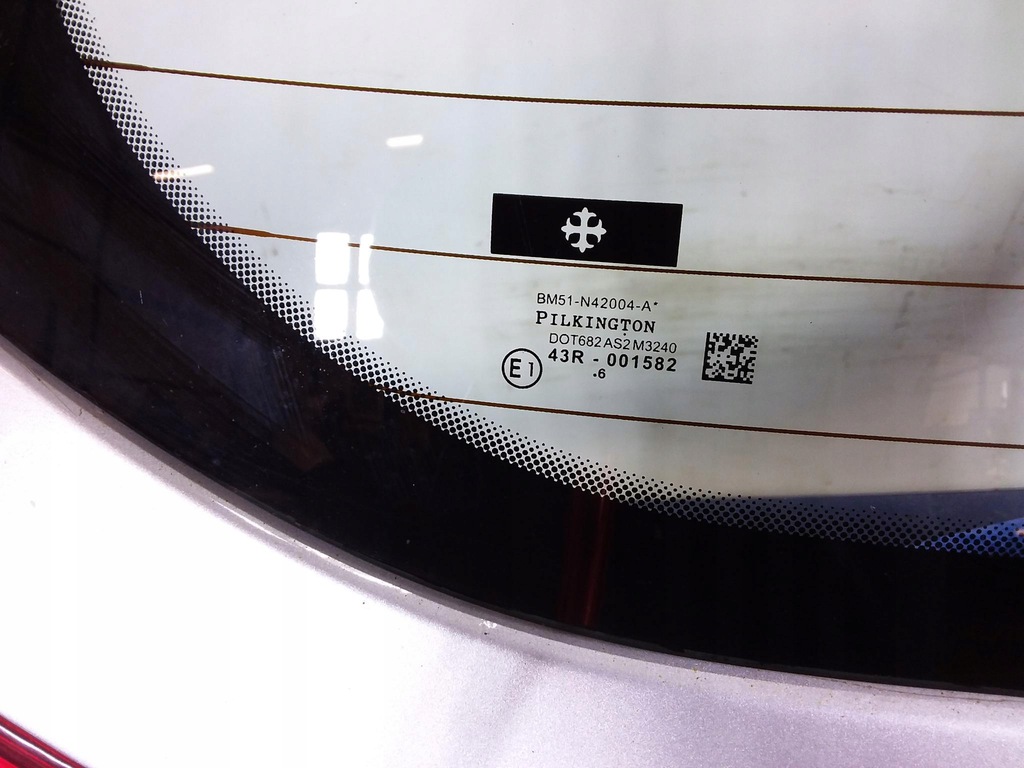 BM51-N42004-A*
PILKINGTON
DOT682 AS2 M3240
E1 43R - 001582
.6